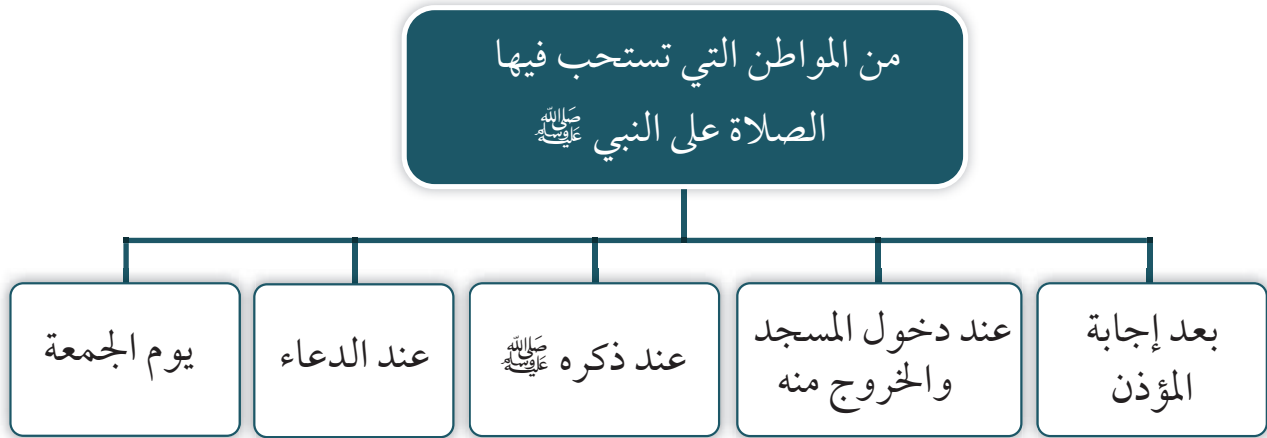 من المواطن التي تستحب فيها
الصلاة على النبي ﷺ
بعد إجابة
المؤذن
عند دخول المسجد
والخروج منه
عند ذكره ﷺ
عند الدعاء
يوم الجمعة